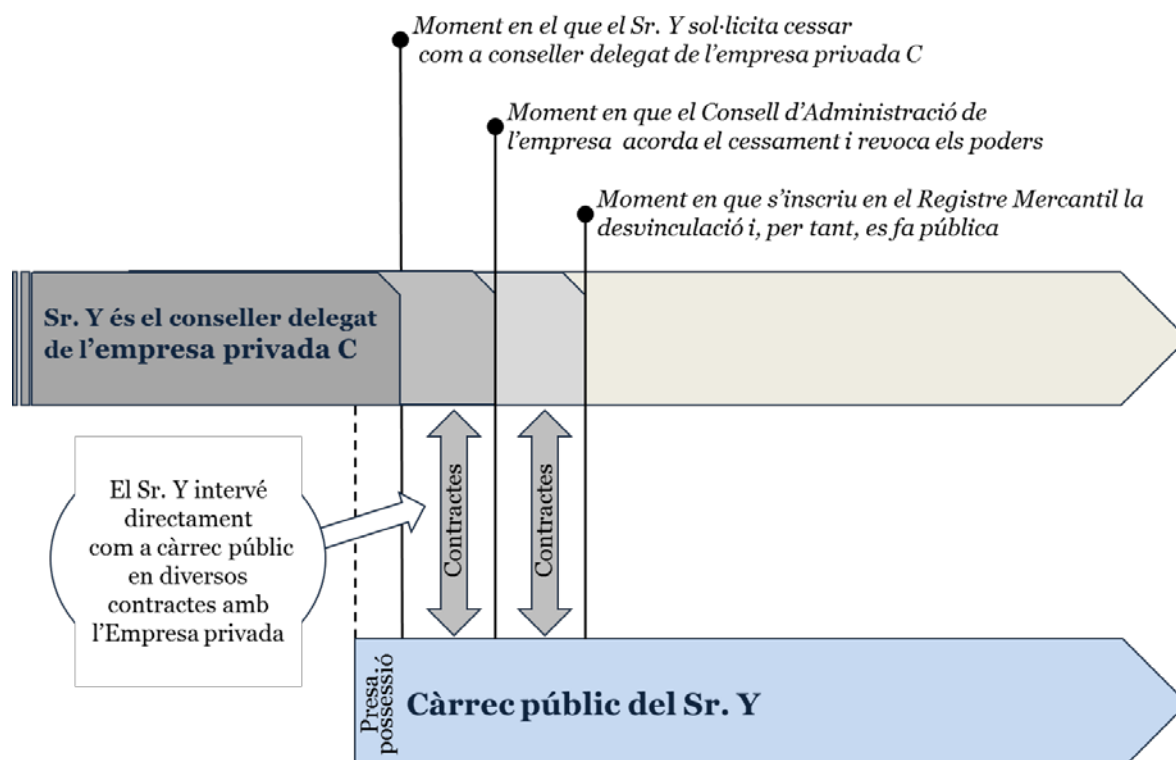 Moment en el que el Sr. Y sol·licita cessar
com a conseller delegat de l'empresa privada C
Moment en que el Consell d'Administració de
l'empresa acorda el cessament i revoca els poders
Moment en que s'inscriu en el Registre Mercantil la
desvinculació i, per tant, es fa pública
Sr. Y és el conseller delegat
de l'empresa privada C
El Sr. Y intervé
directament
com a càrrec públic
en diversos
contractes amb
l'Empresa privada
Contractes
Contractes
Presa
possessió
Càrrec públic del Sr. Y